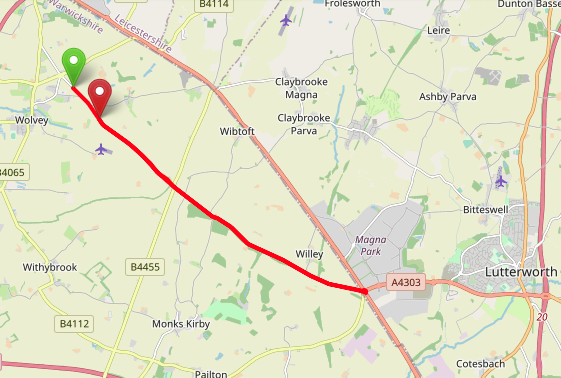 B4114
Frolesworth
Dunton Basse
Warwickshire
Leicestershire
Leire
Claybrooke
Magna
Ashby Parva
Claybrooke
Parva
Wolvey
Wibtoft
B4065
Bitteswell
Magna
Park
Willey
Withybrook
B4455
A4303
Lutterworth
B4112
Monks Kirby
20
Cotesbach
Pailton